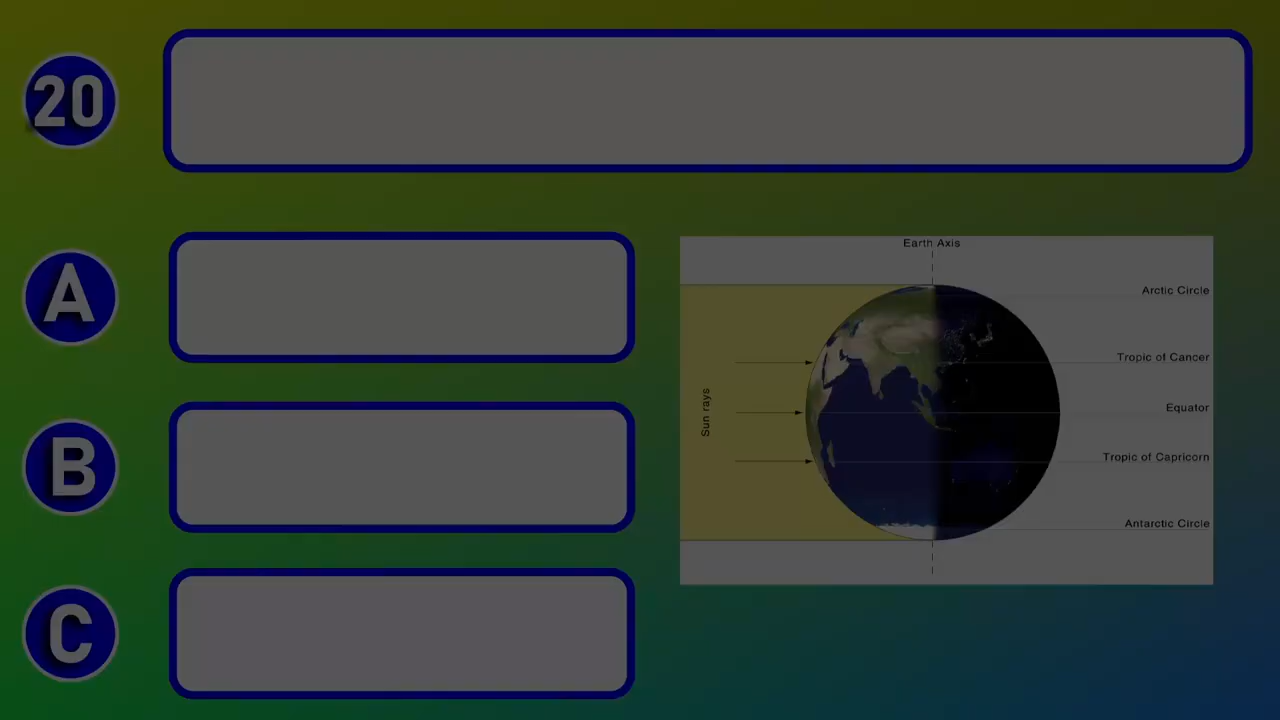 20
A
Earth Axis
Arctic Circle
Tropic of Cancer
Sun rays
Equator
B
Tropic of Capricorn
Antarctic Circle
C